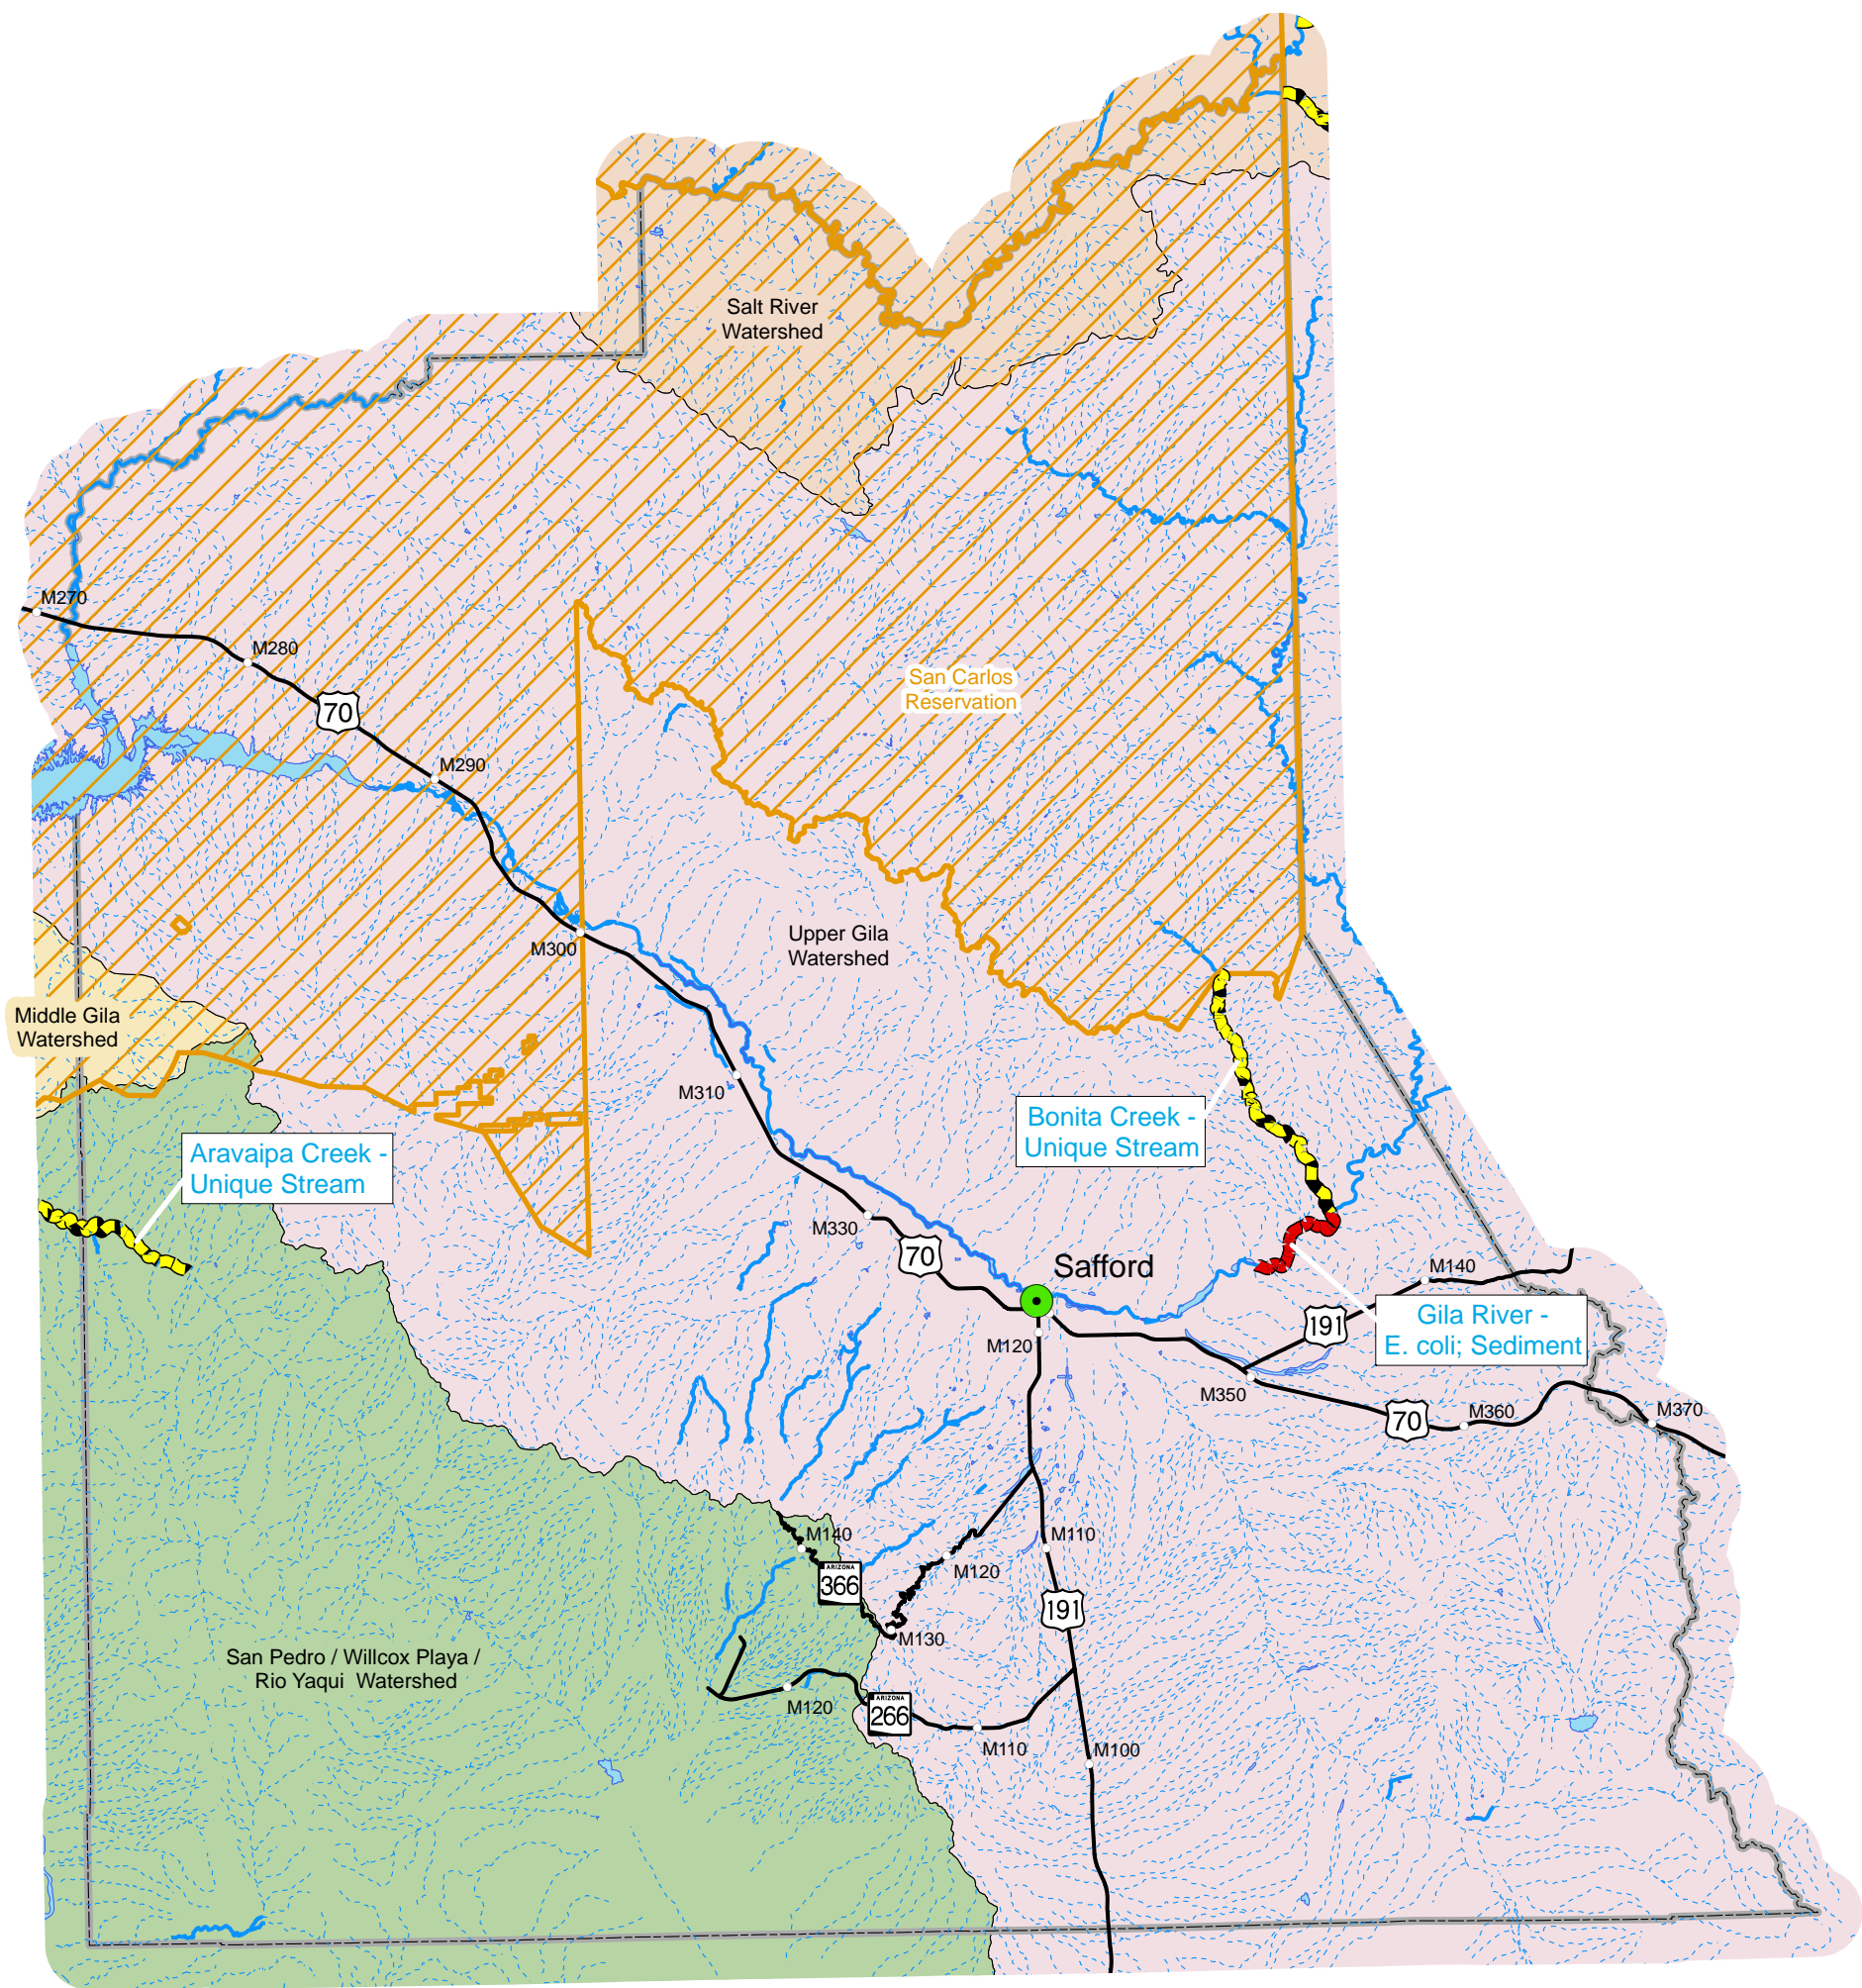 Salt River
Watershed
M270
M280
70
San Carlos
Reservation
M290
M300
Upper Gila
Watershed
Middle Gila
Watershed
M310
Bonita Creek -
Unique Stream
Aravaipa Creek -
Unique Stream
M330
70
Safford
M140
191
Gila River -
E. coli; Sediment
M120
M350
70
M360
M370
M140
M110
ARIZONA
366
M120
191
M130
San Pedro / Willcox Playa /
Rio Yaqui Watershed
M120
ARIZONA
266
M110
M100